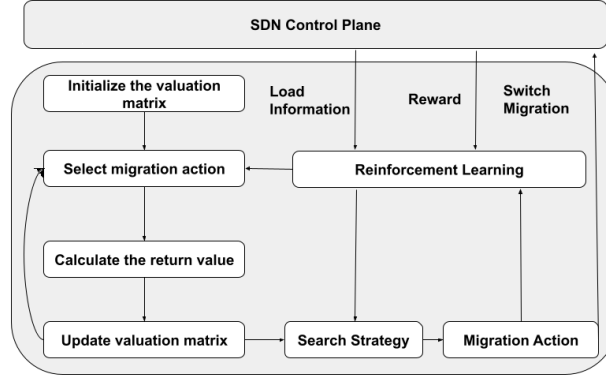 SDN Control Plane
Initialize the valuation
matrix
Load
Information
Reward
Switch
Migration
Select migration action
Reinforcement Learning
Calculate the return value
Update valuation matrix
Search Strategy
Migration Action